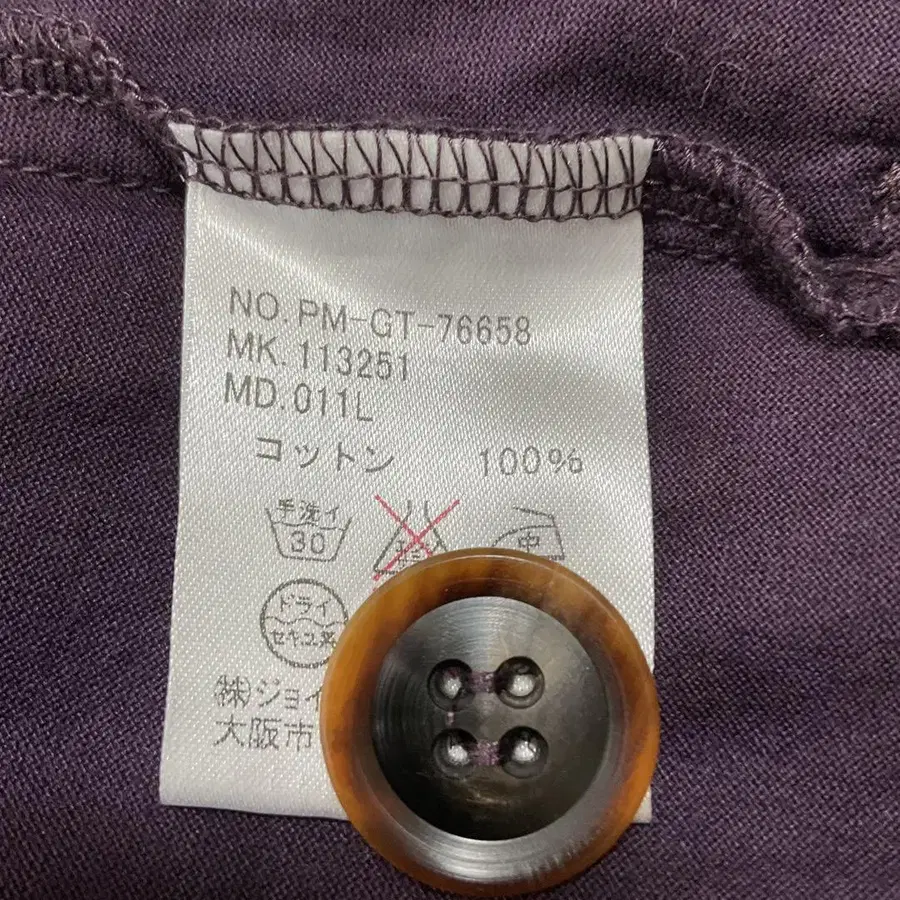 NO.PM-GT-76658
MK.113251
MD.011L
コットン 100%
手洗イ
30
中
ドライ
セキユ系
㈱ジョイ
大阪市